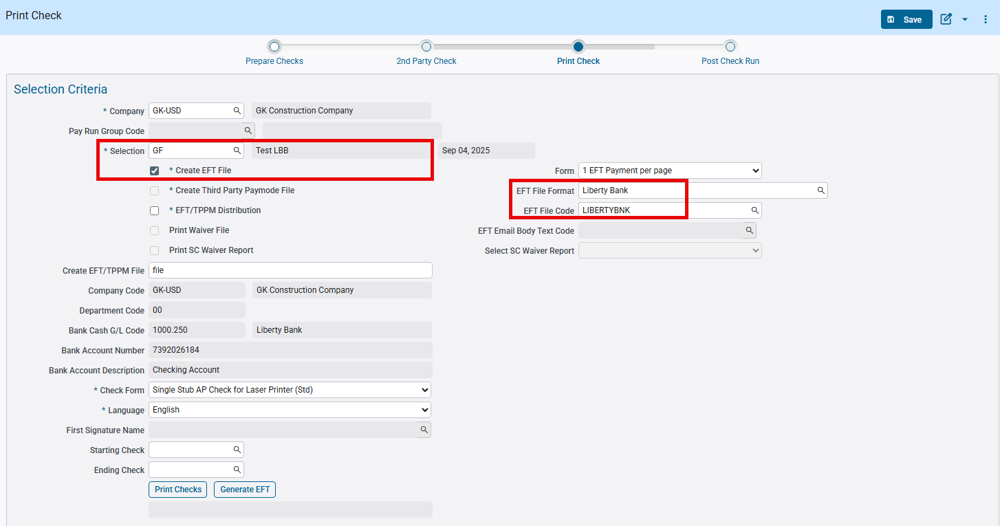 Print Check
Save
Prepare Checks
2nd Party Check
Print Check
Post Check Run
Selection Criteria
* Company GK-USD GK Construction Company
Pay Run Group Code
* Selection GF Test LBB Sep 04, 2025
* Create EFT File
Form 1 EFT Payment per page
* Create Third Party Paymode File
EFT File Format Liberty Bank
* EFT/TPPM Distribution
EFT File Code LIBERTYBNK
Print Waiver File
EFT Email Body Text Code
Print SC Waiver Report
Select SC Waiver Report
Create EFT/TPPM File file
Company Code GK-USD GK Construction Company
Department Code 00
Bank Cash G/L Code 1000.250 Liberty Bank
Bank Account Number 7392026184
Bank Account Description Checking Account
* Check Form Single Stub AP Check for Laser Printer (Std)
* Language English
First Signature Name
Starting Check
Ending Check
Print Checks Generate EFT